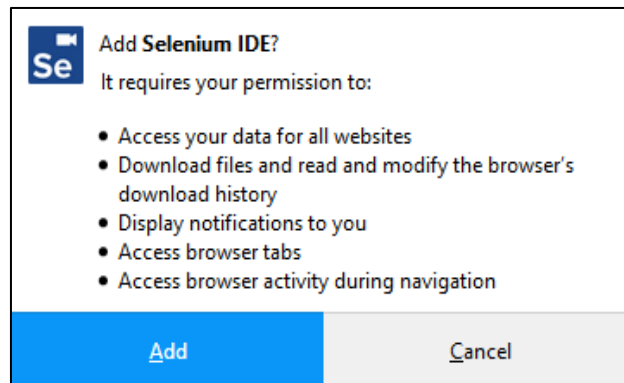 Se
Add Selenium IDE?
It requires your permission to:
• Access your data for all websites
• Download files and read and modify the browser's
download history
• Display notifications to you
• Access browser tabs
• Access browser activity during navigation
Add
Cancel